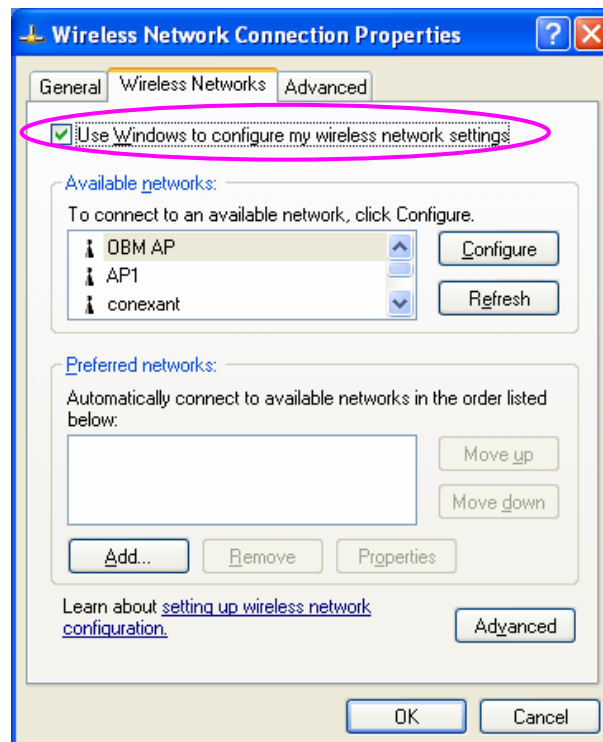 Wireless Network Connection Properties
General Wireless Networks Advanced
Use Windows to configure my wireless network settings
Available networks:
To connect to an available network, click Configure.
OBM AP
AP1
conexant
Configure
Refresh
Preferred networks:
Automatically connect to available networks in the order listed
below:
Move up
Move down
Add... Remove Properties
Learn about setting up wireless network
configuration.
Advanced
OK Cancel